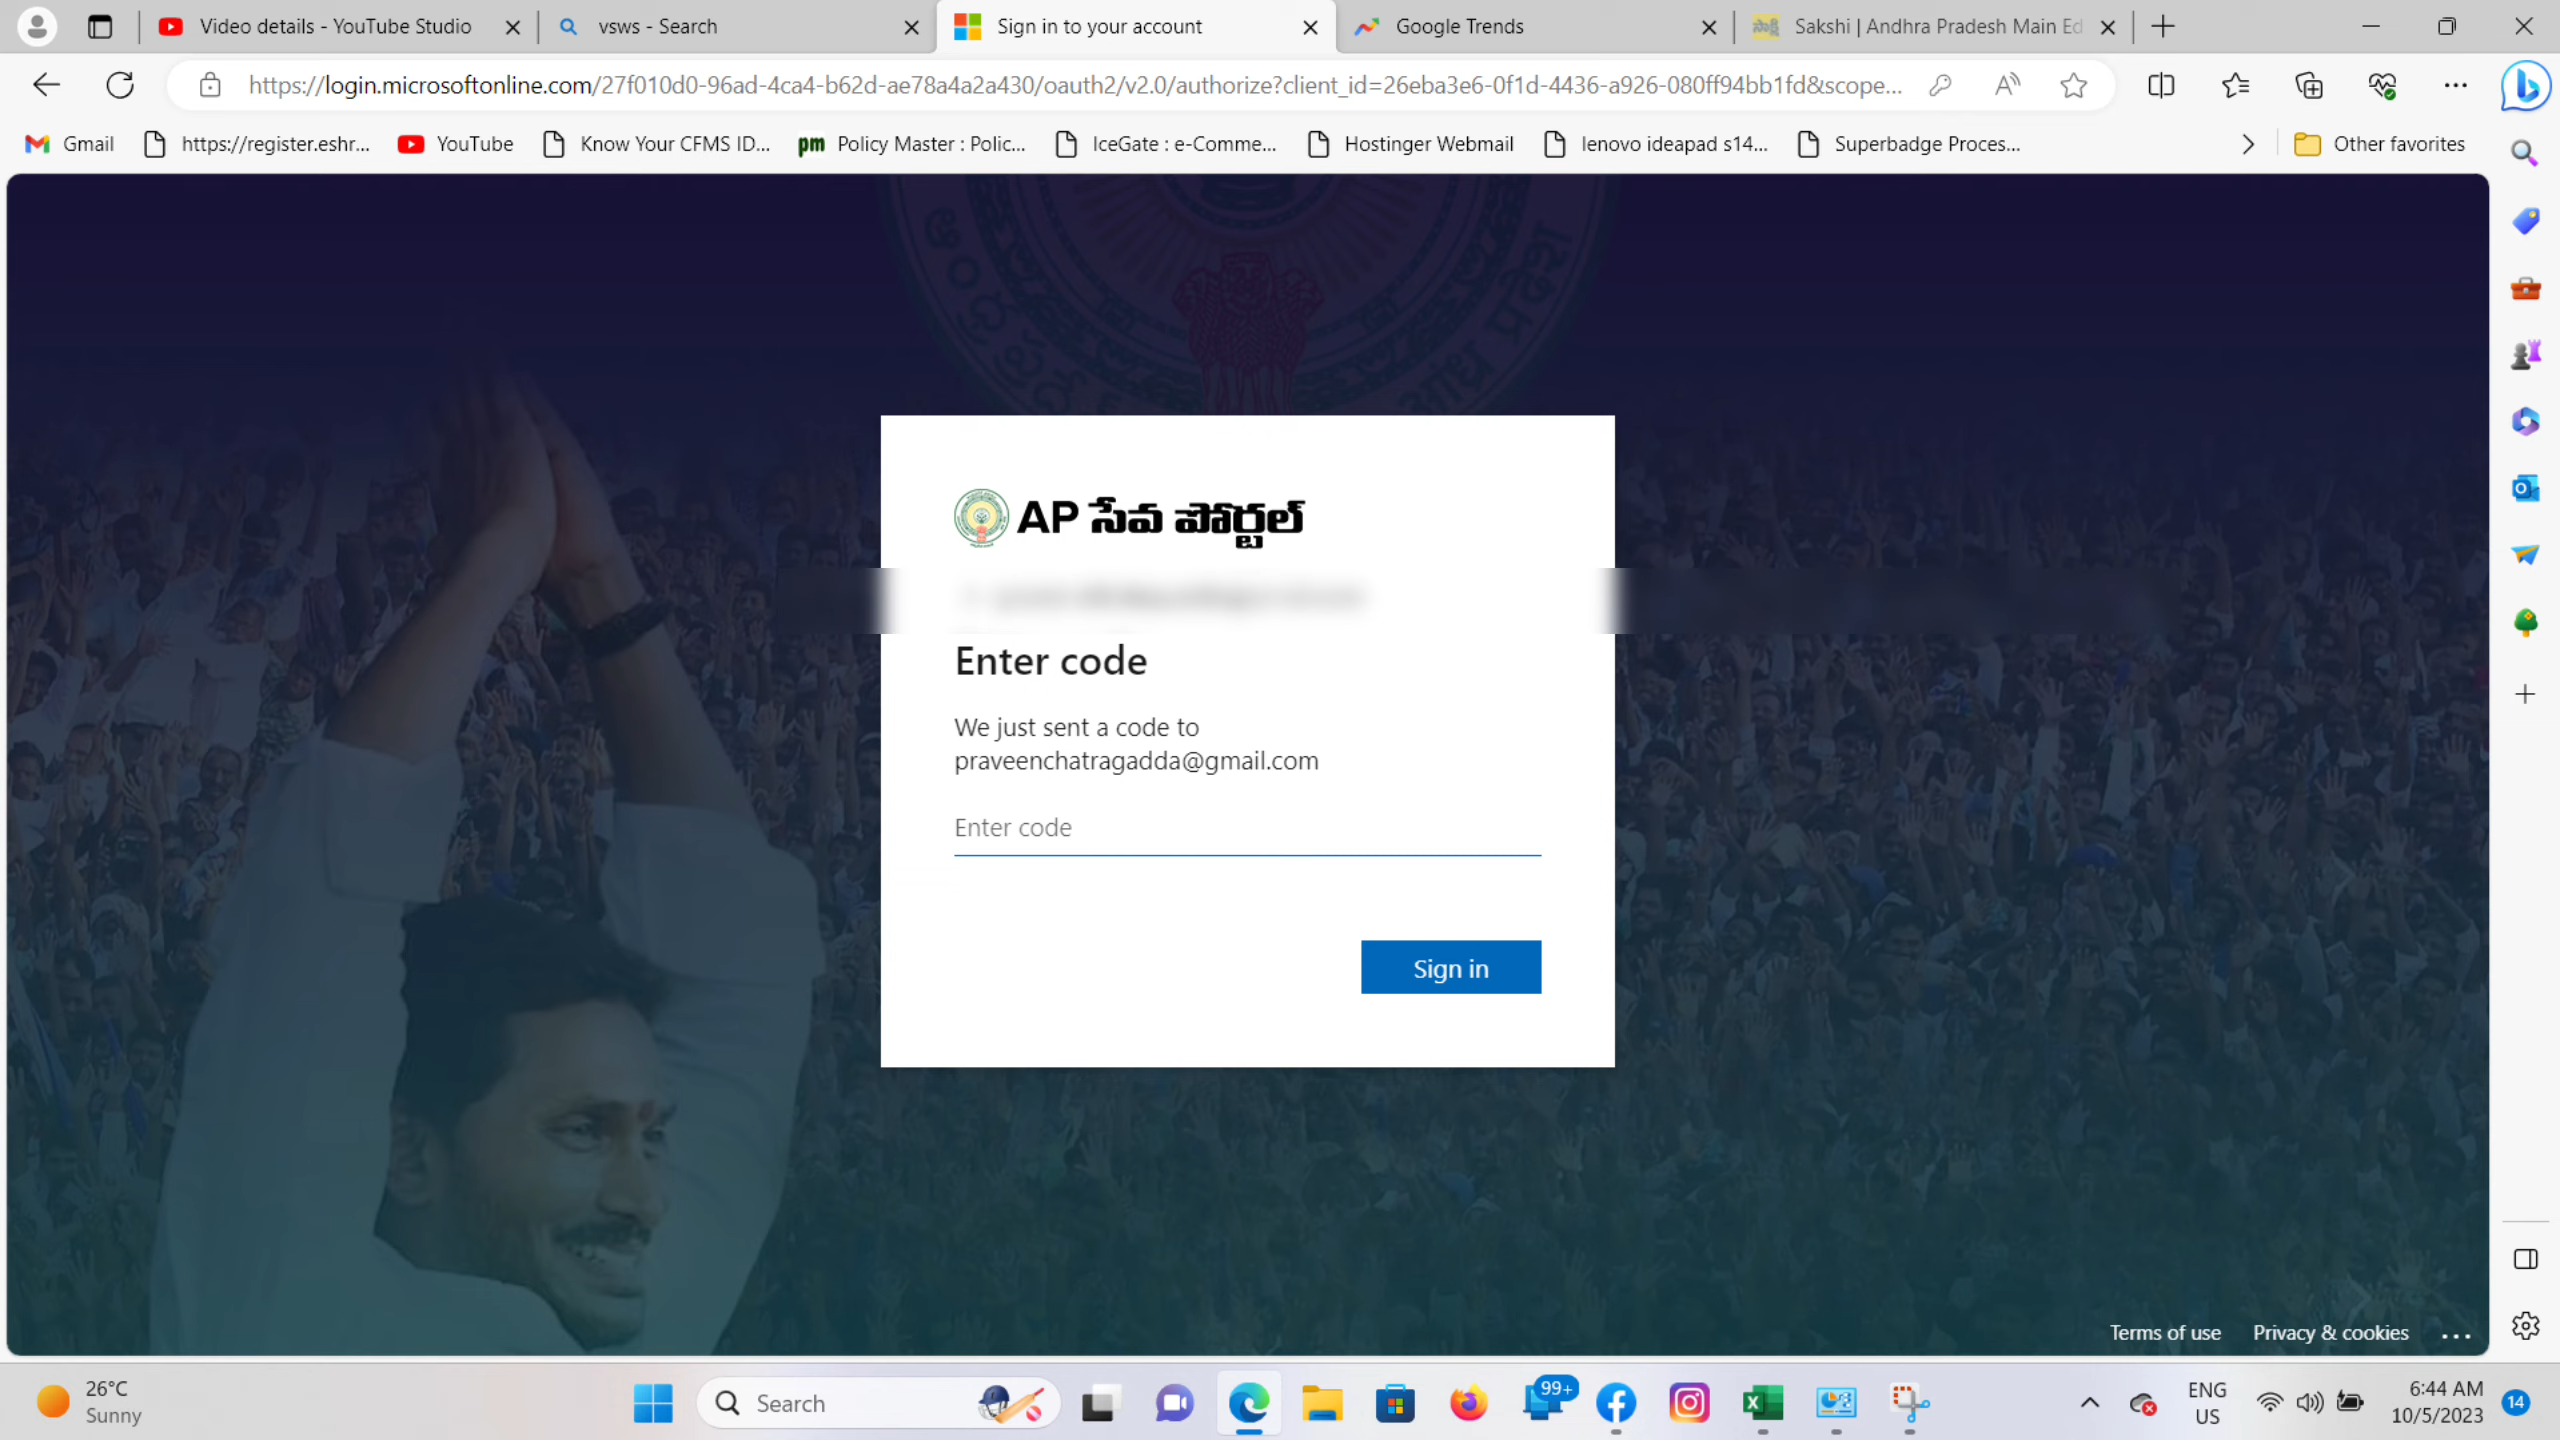 Video details - YouTube Studio
vsws - Search
Sign in to your account
Google Trends
Sakshi | Andhra Pradesh Main Ed
https://login.microsoftonline.com/27f010d0-96ad-4ca4-b62d-ae78a4a2a430/oauth2/v2.0/authorize?client_id=26eba3e6-0f1d-4436-a926-080ff94bb1fd&scope...
Gmail
https://register.eshr...
YouTube
Know Your CFMS ID...
pm Policy Master : Polic...
IceGate : e-Comme...
Hostinger Webmail
lenovo ideapad s14...
Superbadge Proces...
Other favorites
AP సేవ పోర్టల్
Enter code
We just sent a code to
praveenchatragadda@gmail.com
Enter code
Sign in
Terms of use
Privacy & cookies
...
26°C
Sunny
Search
99+
ENG
US
6:44 AM
10/5/2023
14